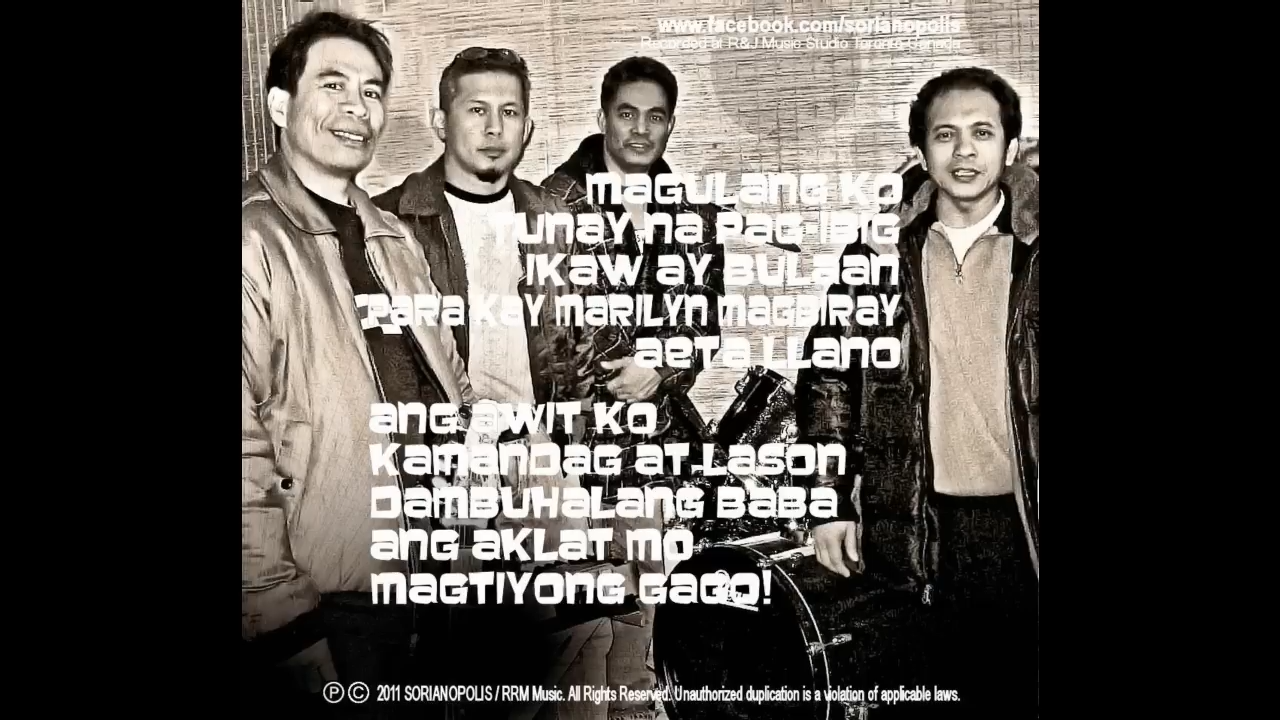 www.facebook.com/sorianopolis
Recorded at R&J Music Studio Toronto Canada
MAGULANG KO
TUNAY NA PAG-IBIG
IKAW AY BULAAN
PARA KAY MARILYN MAGBIRAY
AETA LLANO
ANG AWIT KO
KAMANDAG AT LASON
DAMBUHALANG BABA
ANG AKLAT MO
MAGTIYONG GAGO!
Ⓟ © 2011 SORIANOPOLIS / RRM Music. All Rights Reserved. Unauthorized duplication is a violation of applicable laws.